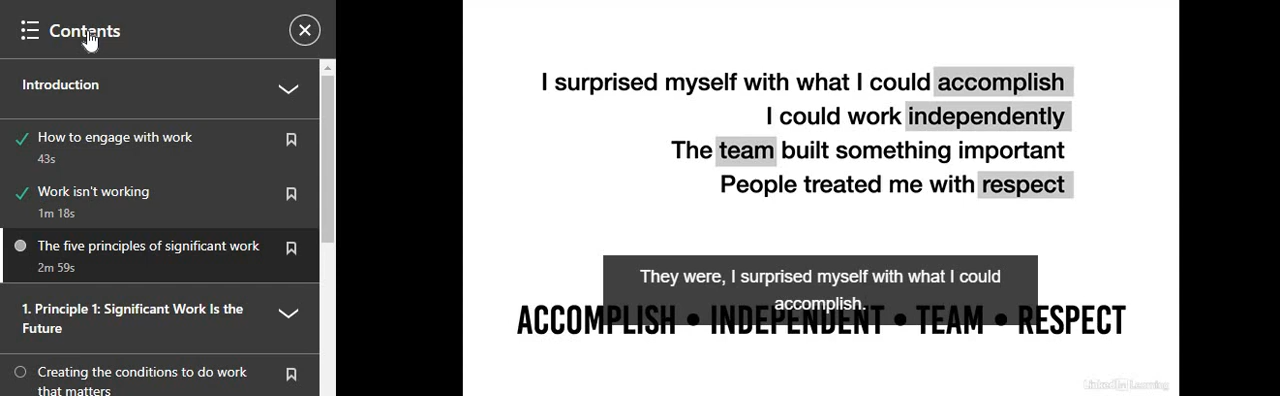 Contents
Introduction
How to engage with work
43s
Work isn't working
1m 18s
The five principles of significant work
2m 59s
1. Principle 1: Significant Work Is the
Future
Creating the conditions to do work
that matters
I surprised myself with what I could accomplish
I could work independently
The team built something important
People treated me with respect
They were, I surprised myself with what I could
accomplish.
ACCOMPLISH • INDEPENDENT • TEAM • RESPECT
Linked in Learning